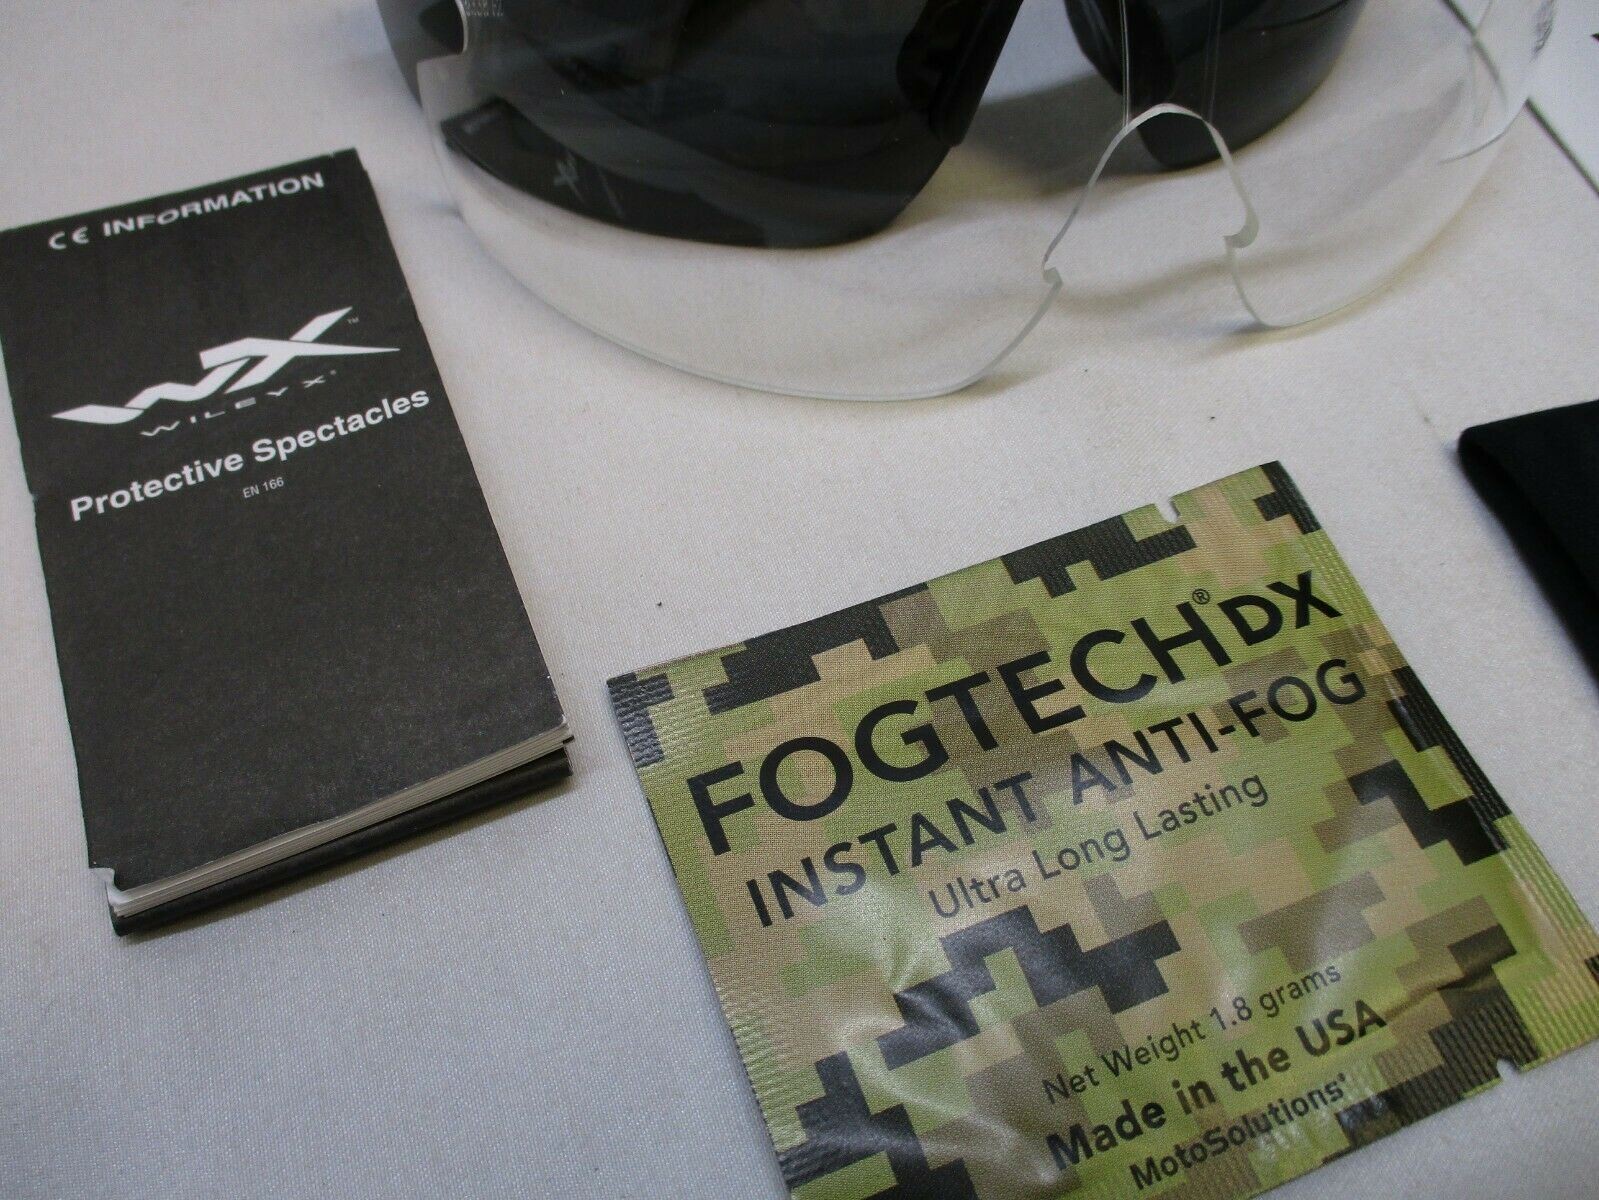 CE INFORMATION
WX™
WILEY X®
Protective Spectacles
EN 166
FOGTECH® DX
INSTANT ANTI-FOG
Ultra Long Lasting
Net Weight 1.8 grams
Made in the USA
MotoSolutions®